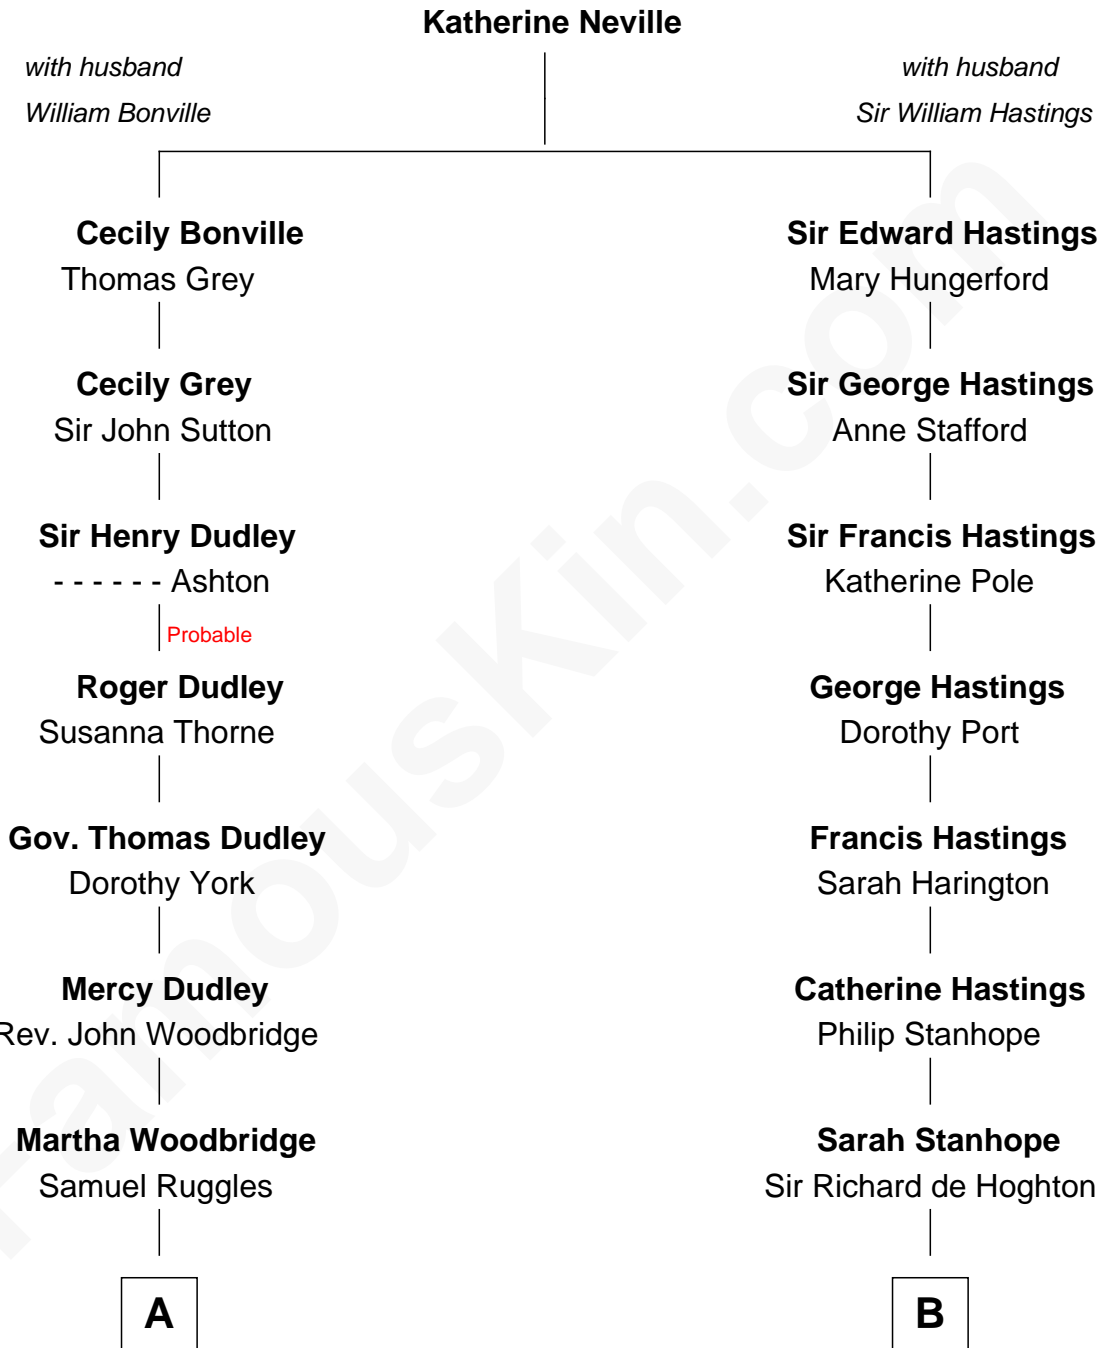 Katherine Neville
with husband
William Bonville
with husband
Sir William Hastings
Cecily Bonville
Thomas Grey
Sir Edward Hastings
Mary Hungerford
Cecily Grey
Sir John Sutton
Sir George Hastings
Anne Stafford
Sir Henry Dudley
- - - - - - Ashton
Sir Francis Hastings
Katherine Pole
Probable
Roger Dudley
Susanna Thorne
George Hastings
Dorothy Port
Gov. Thomas Dudley
Dorothy York
Francis Hastings
Sarah Harington
Mercy Dudley
Rev. John Woodbridge
Catherine Hastings
Philip Stanhope
Martha Woodbridge
Samuel Ruggles
Sarah Stanhope
Sir Richard de Hoghton
A
B
FamousKin.com